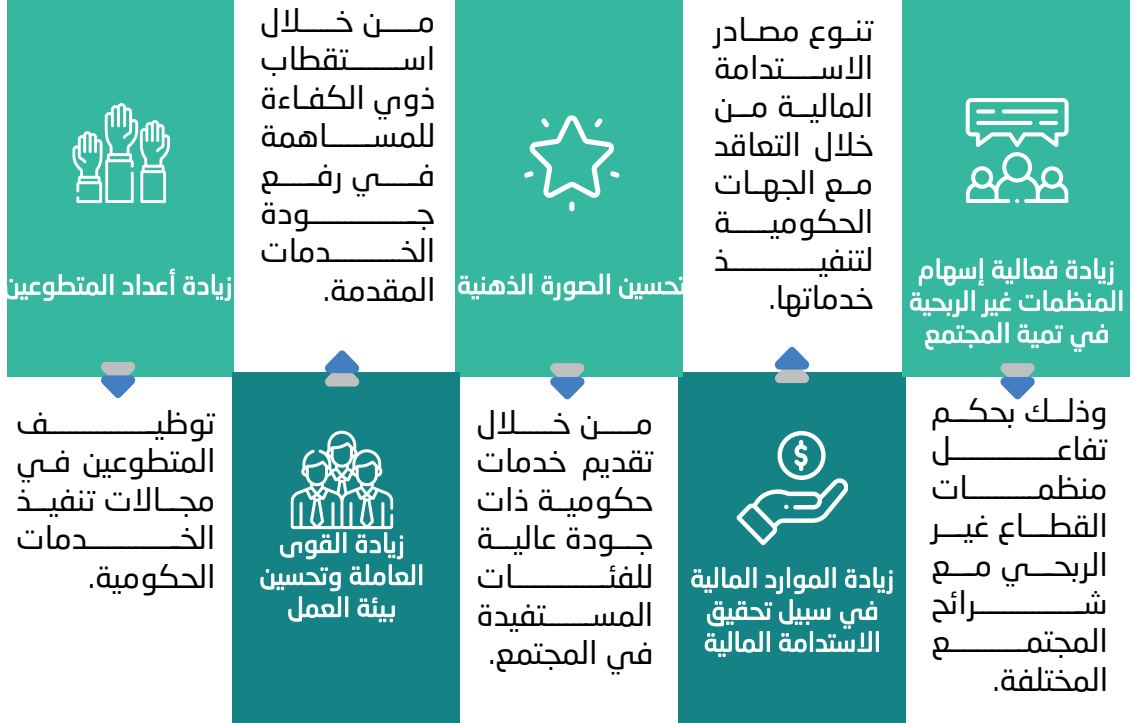 زيادة فعالية إسهام
المنظمات غير الربحية
في تمية المجتمع
وذلك بحكم
تفاعل
منظمات
القطاع غير
الربحي مع
شرائح
المجتمع
المختلفة.
تنوع مصادر
الاستدامة
المالية من
خلال التعاقد
مع الجهات
الحكومية
لتنفيذ
خدماتها.
زيادة الموارد المالية
في سبيل تحقيق
الاستدامة المالية
تحسين الصورة الذهنية
من خلال
تقديم خدمات
حكومية ذات
جودة عالية
للفئات
المستفيدة
في المجتمع.
من خلال
استقطاب
ذوي الكفاءة
للمساهمة
في رفع
جودة
الخدمات
المقدمة.
زيادة القوى
العاملة وتحسين
بيئة العمل
زيادة أعداد المتطوعين
توظيف
المتطوعين في
مجالات تنفيذ
الخدمات
الحكومية.